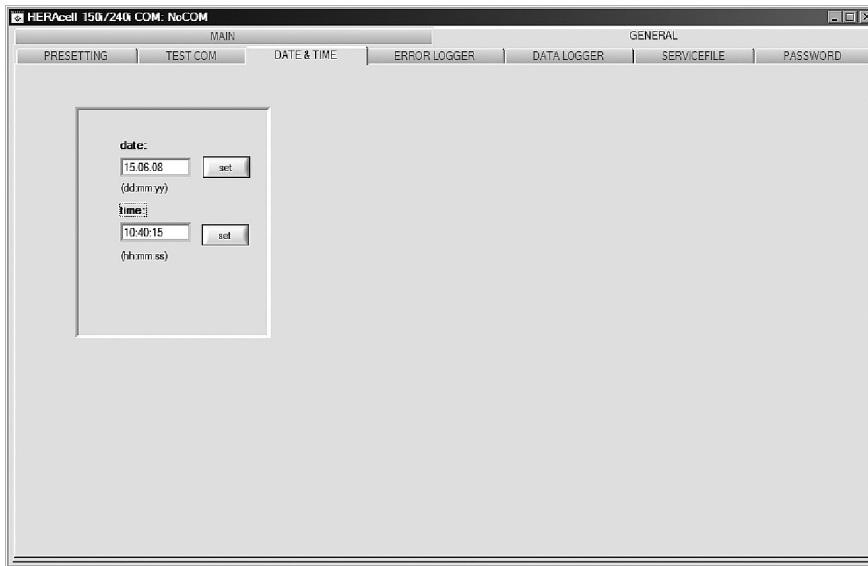 HERAcell 150i/240i COM: NoCOM
MAIN GENERAL
PRESETTING TEST COM DATE & TIME ERROR LOGGER DATA LOGGER SERVICEFILE PASSWORD
date:
15.06.08 set
(dd:mm:yy)
time:
10:40:15 set
(hh:mm:ss)